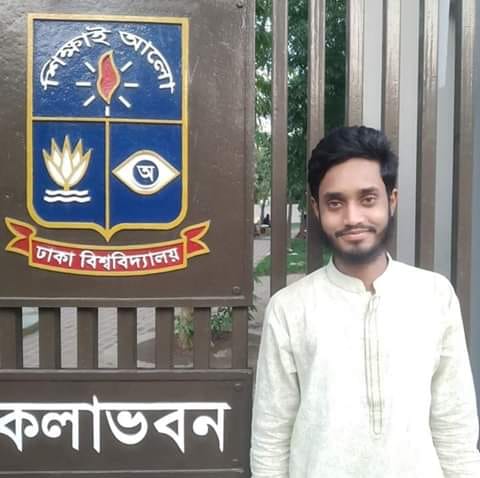 শিক্ষাই আলো
অ
ঢাকা বিশ্ববিদ্যালয়
কলাভবন